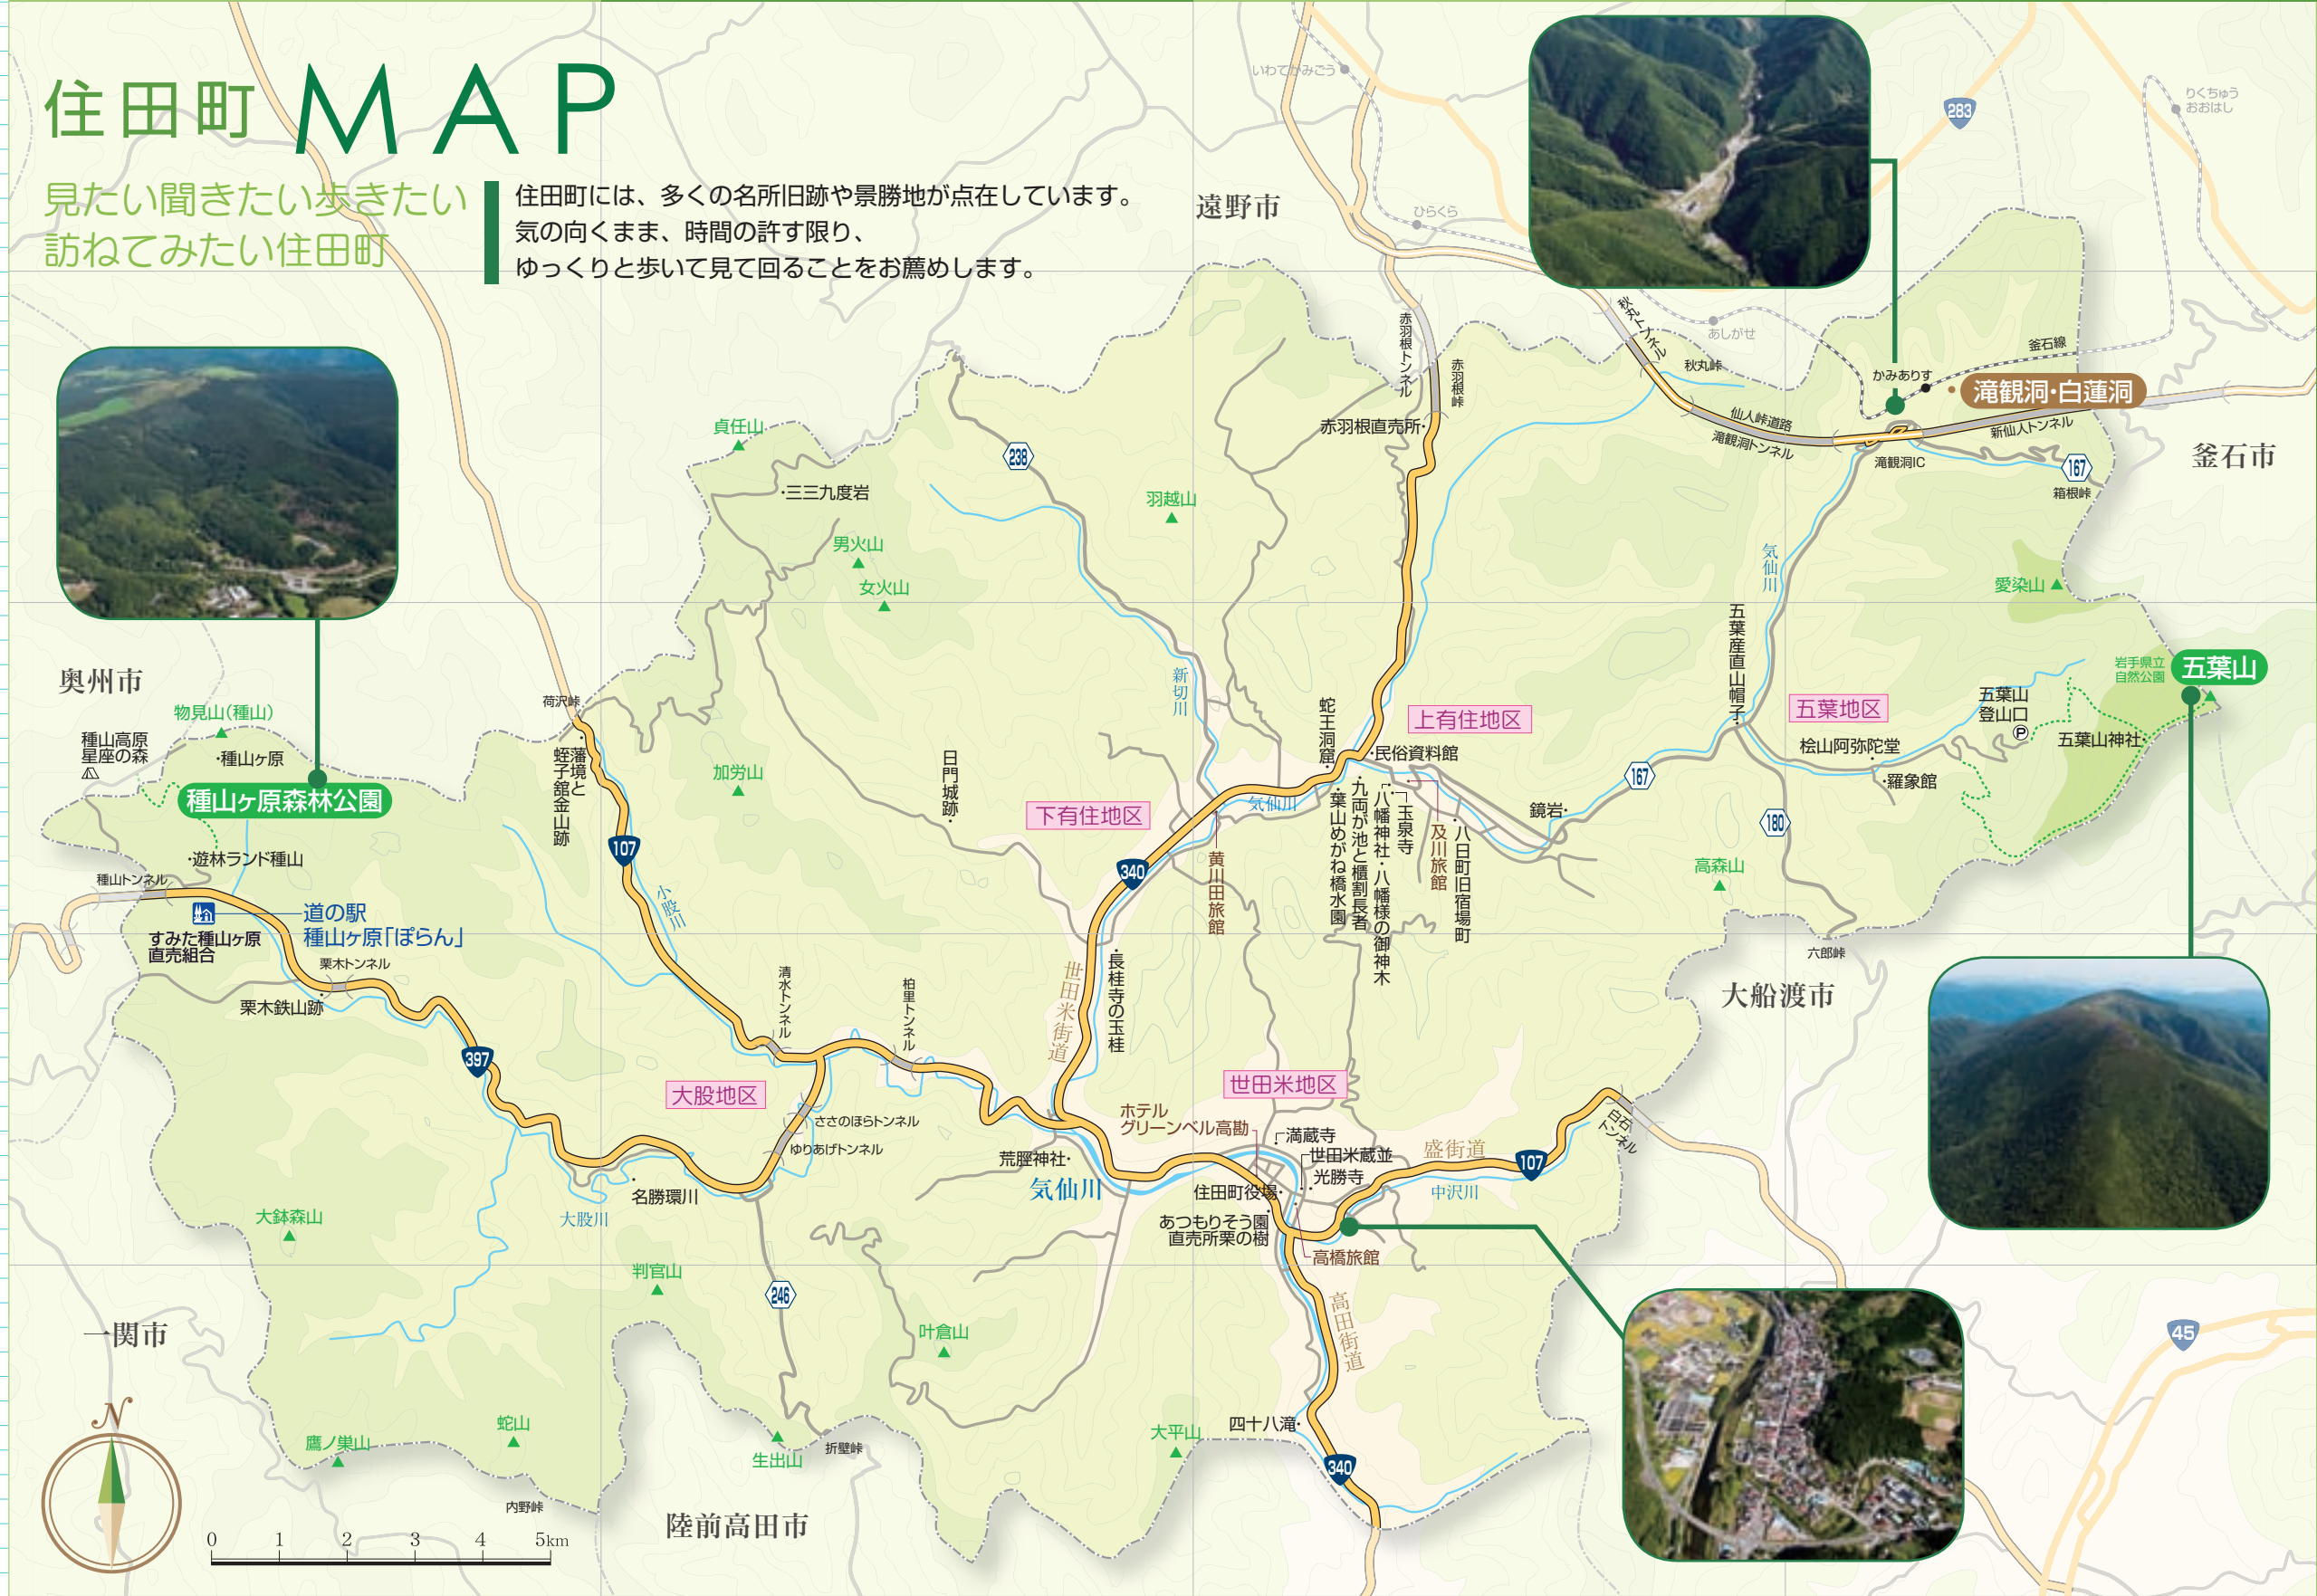 住田町 MAP
見たい聞きたい歩きたい
訪ねてみたい住田町
住田町には、多くの名所旧跡や景勝地が点在しています。
気の向くまま、時間の許す限り、
ゆっくりと歩いて見て回ることをお薦めします。
いわてかみごう
ひらくら
あしがせ
りくちゅう
おおはし
283
遠野市
釜石市
奥州市
一関市
陸前高田市
大船渡市
秋丸トンネル
秋丸峠
赤羽根トンネル
赤羽根峠
赤羽根直売所
かみありす
釜石線
滝観洞・白蓮洞
仙人峠道路
滝観洞トンネル
新仙人トンネル
滝観洞IC
167
箱根峠
貞任山
三三九度岩
238
羽越山
男火山
女火山
気仙川
愛染山
五葉産直山帽子
岩手県立
自然公園
五葉山
五葉地区
五葉山
登山口
P
五葉山神社
桧山阿弥陀堂
羅象館
新切川
蛇王洞窟
上有住地区
民俗資料館
167
180
鏡岩
高森山
六郎峠
荷沢峠
物見山(種山)
種山高原
星座の森
種山ヶ原
種山ヶ原森林公園
藩境と
蛭子舘金山跡
加労山
日門城跡
下有住地区
気仙川
葉山めがね橋水園
九両が池と櫃割長者
八幡神社・八幡様の御神木
玉泉寺
及川旅館
八日町旧宿場町
黄川田旅館
340
107
小股川
遊林ランド種山
種山トンネル
道の駅
種山ヶ原「ぽらん」
すみた種山ヶ原
直売組合
栗木トンネル
栗木鉄山跡
397
清水トンネル
柏里トンネル
世田米街道
長桂寺の玉桂
大股地区
世田米地区
ささのほらトンネル
ゆりあげトンネル
ホテル
グリーンベル高勘
満蔵寺
世田米蔵並
光勝寺
盛街道
107
白石
トンネル
中沢川
荒脛神社
気仙川
住田町役場
あつもりそう園
直売所栗の樹
高橋旅館
名勝環川
大股川
大鉢森山
判官山
246
叶倉山
高田街道
四十八滝
340
大平山
45
鷹ノ巣山
蛇山
生出山
折壁峠
内野峠
N
0 1 2 3 4 5km